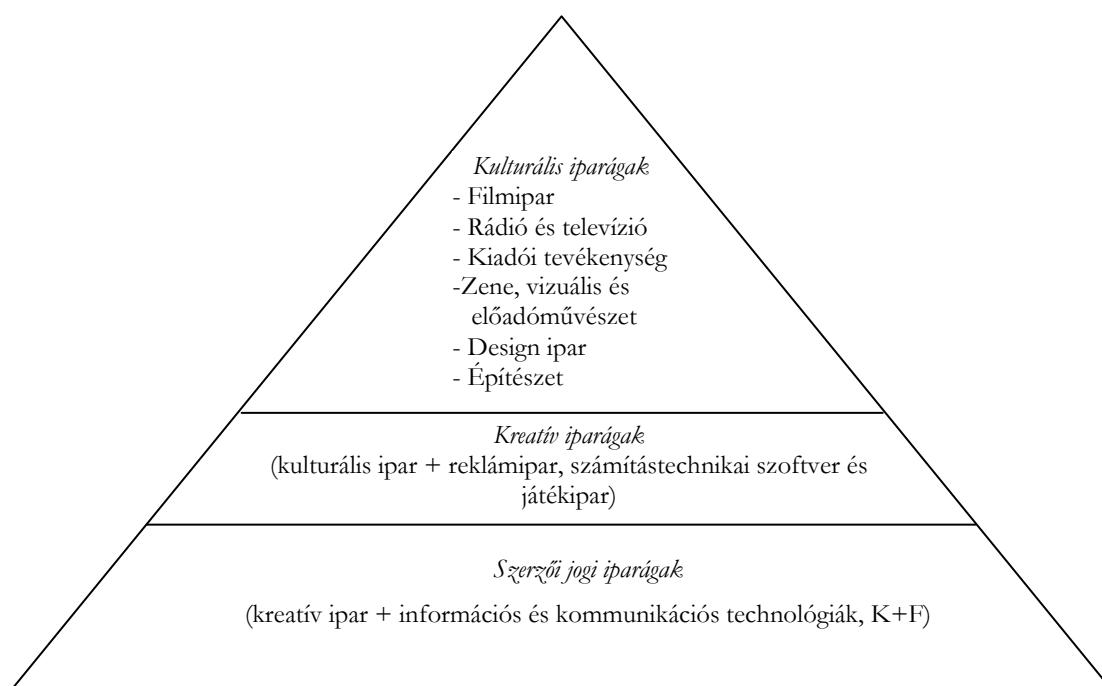 Kulturális iparágak
- Filmipar
- Rádió és televízió
- Kiadói tevékenység
-Zene, vizuális és
előadóművészet
- Design ipar
- Építészet
Kreatív iparágak
(kulturális ipar + reklámipar, számítástechnikai szoftver és
játékipar)
Szerzői jogi iparágak
(kreatív ipar + információs és kommunikációs technológiák, K+F)